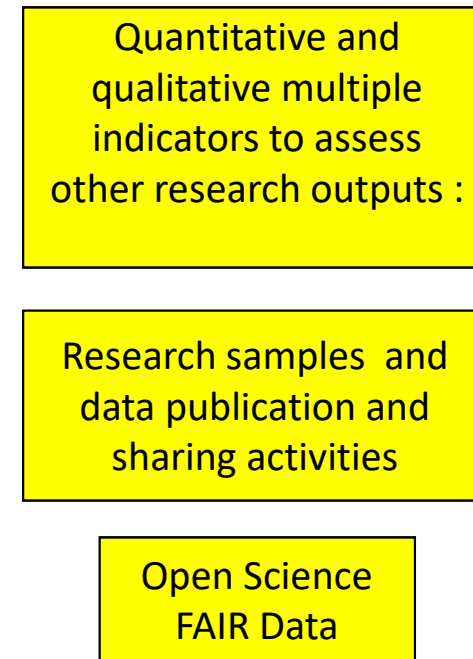 Quantitative and
qualitative multiple
indicators to assess
other research outputs :
Research samples  and
data publication and
sharing activities
Open Science
FAIR Data